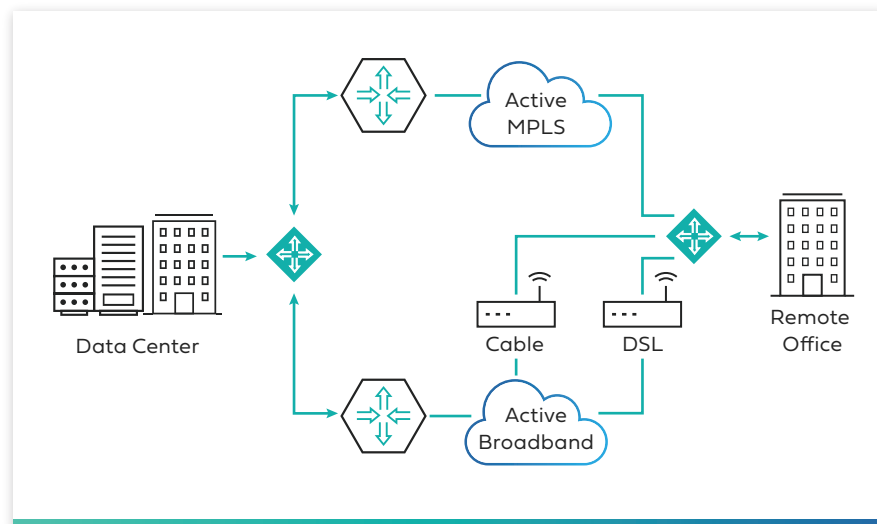 Active
MPLS
Data Center
Cable
DSL
Remote
Office
Active
Broadband